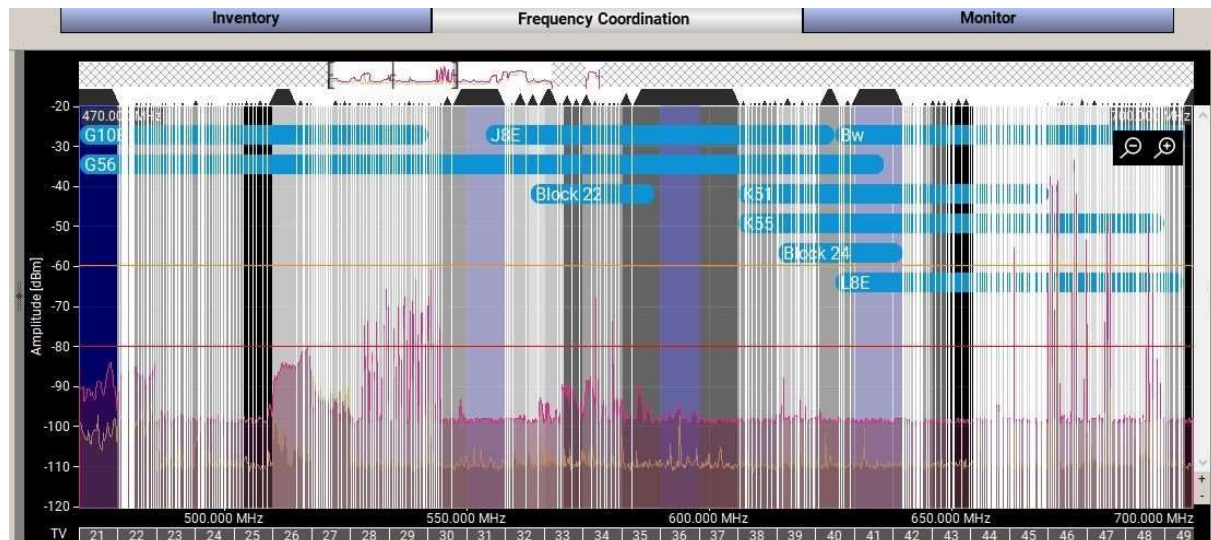 Inventory Frequency Coordination Monitor
-20
470.000 MHz 700.000 MHz
G10E J8E Bw
-30
G56
-40
Block 22 K51
-50
K55
Block 24
-60
L8E
-70
-80
-90
-100
-110
-120
Amplitude [dBm]
+
-
500.000 MHz 550.000 MHz 600.000 MHz 650.000 MHz 700.000 MHz
TV 21 22 23 24 25 26 27 28 29 30 31 32 33 34 35 36 37 38 39 40 41 42 43 44 45 46 47 48 49